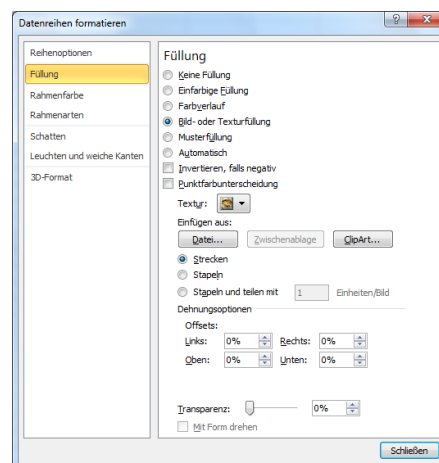 Datenreihen formatieren
Reihenoptionen
Füllung
Rahmenfarbe
Rahmenarten
Schatten
Leuchten und weiche Kanten
3D-Format
Füllung
Keine Füllung
Einfarbige Füllung
Farbverlauf
Bild- oder Texturfüllung
Musterfüllung
Automatisch
Invertieren, falls negativ
Punktfarbunterscheidung
Textur:
Einfügen aus:
Datei... Zwischenablage ClipArt...
Strecken
Stapeln
Stapeln und teilen mit 1 Einheiten/Bild
Dehnungsoptionen
Offsets:
Links: 0% Rechts: 0%
Oben: 0% Unten: 0%
Transparenz: 0%
Mit Form drehen
Schließen